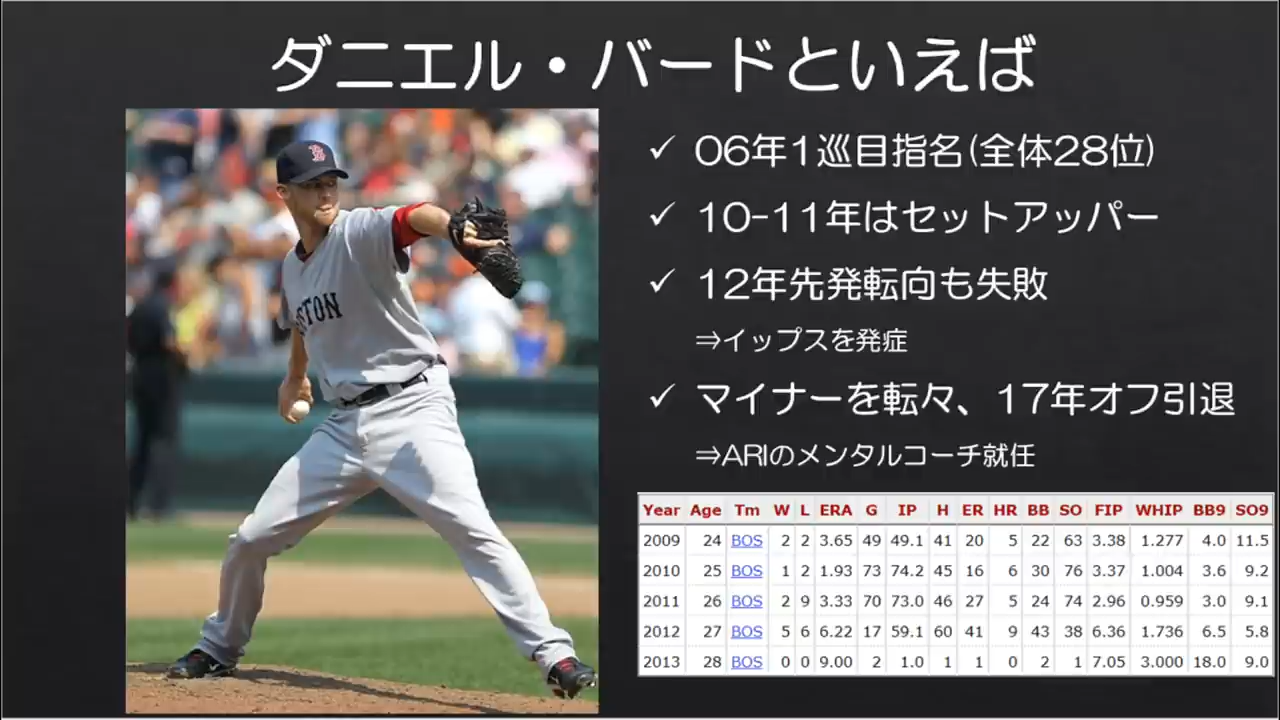 ダニエル・バードといえば
✓ 06年1巡目指名(全体28位)
✓ 10-11年はセットアッパー
✓ 12年先発転向も失敗
⇒イップスを発症
✓ マイナーを転々、17年オフ引退
⇒ARIのメンタルコーチ就任
Year Age Tm W L ERA G IP H ER HR BB SO FIP WHIP BB9 SO9
2009 24 BOS 2 2 3.65 49 49.1 41 20 5 22 63 3.38 1.277 4.0 11.5
2010 25 BOS 1 2 1.93 73 74.2 45 16 6 30 76 3.37 1.004 3.6 9.2
2011 26 BOS 2 9 3.33 70 73.0 46 27 5 24 74 2.96 0.959 3.0 9.1
2012 27 BOS 5 6 6.22 17 59.1 60 41 9 43 38 6.36 1.736 6.5 5.8
2013 28 BOS 0 0 9.00 2 1.0 1 1 0 2 1 7.05 3.000 18.0 9.0
B
STON